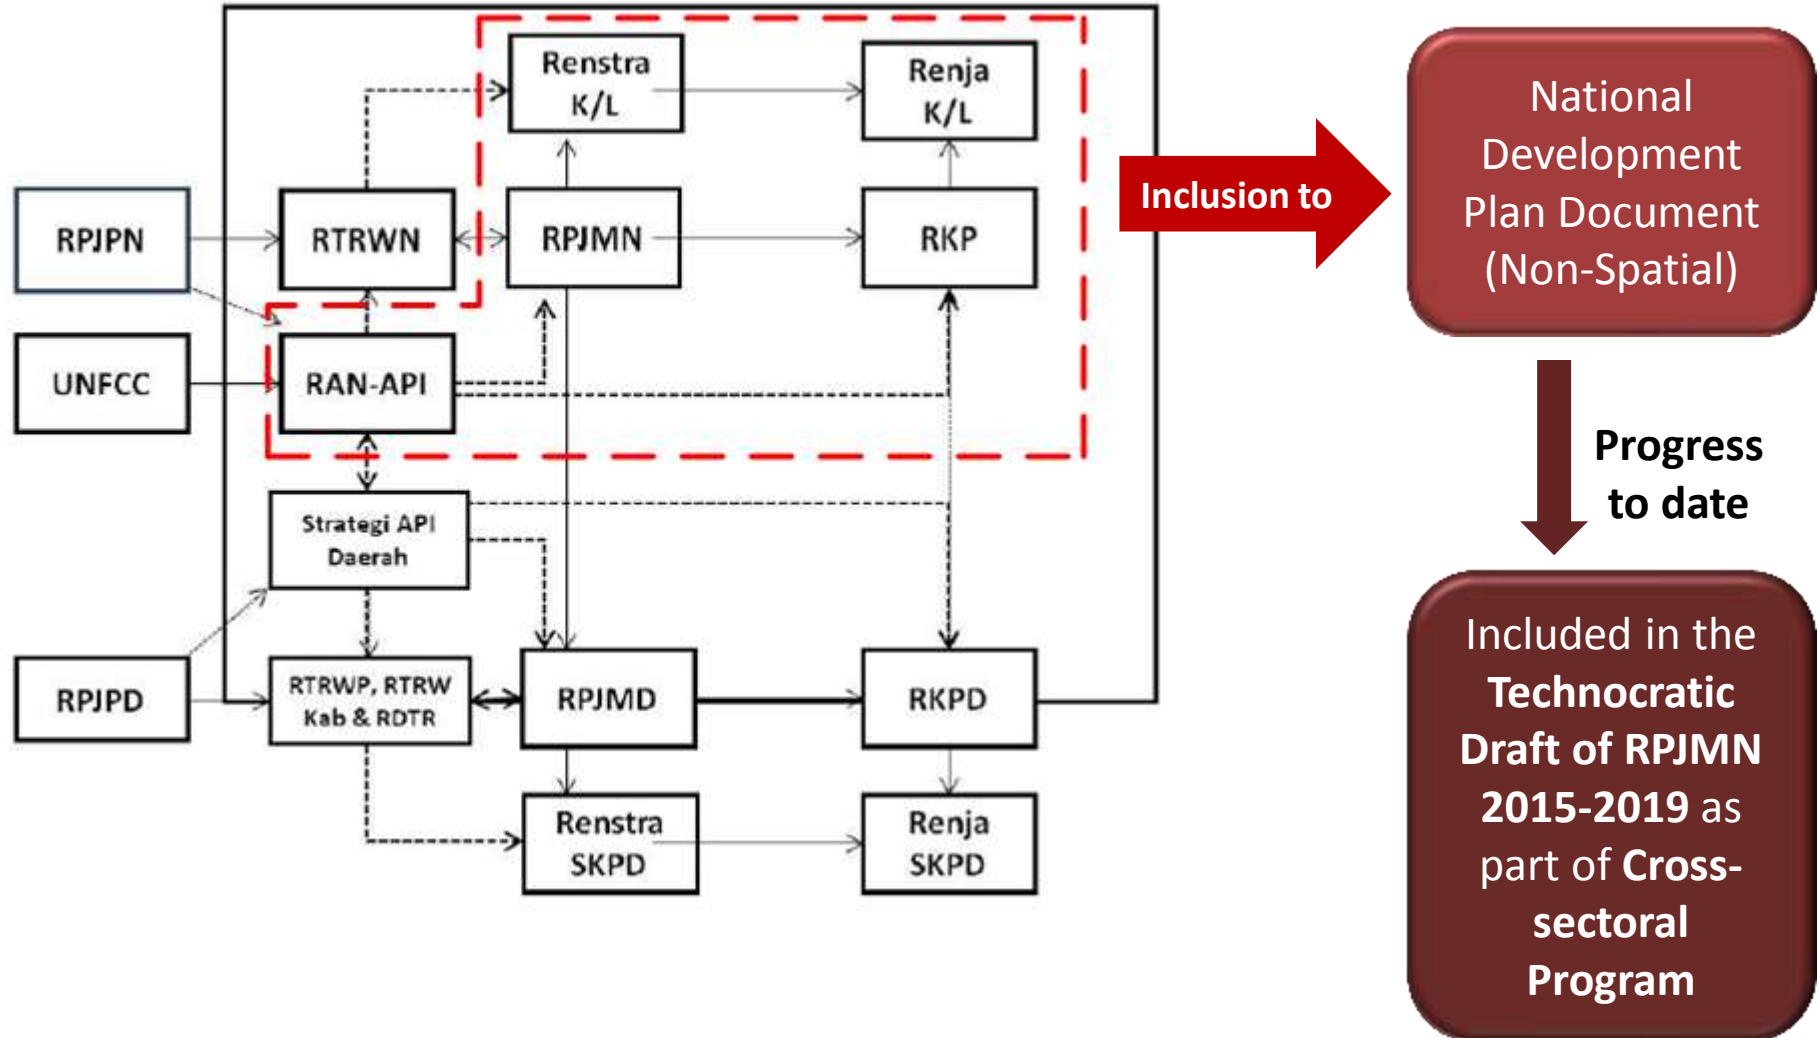 Renstra
K/L
Renja
K/L
RPJPN
RTRWN
RPJMN
RKP
UNFCC
RAN-API
Strategi API
Daerah
RPJPD
RTRWP, RTRW
Kab & RDTR
RPJMD
RKPD
Renstra
SKPD
Renja
SKPD
Inclusion to
National
Development
Plan Document
(Non-Spatial)
Progress
to date
Included in the
Technocratic
Draft of RPJMN
2015-2019 as
part of Cross-
sectoral
Program